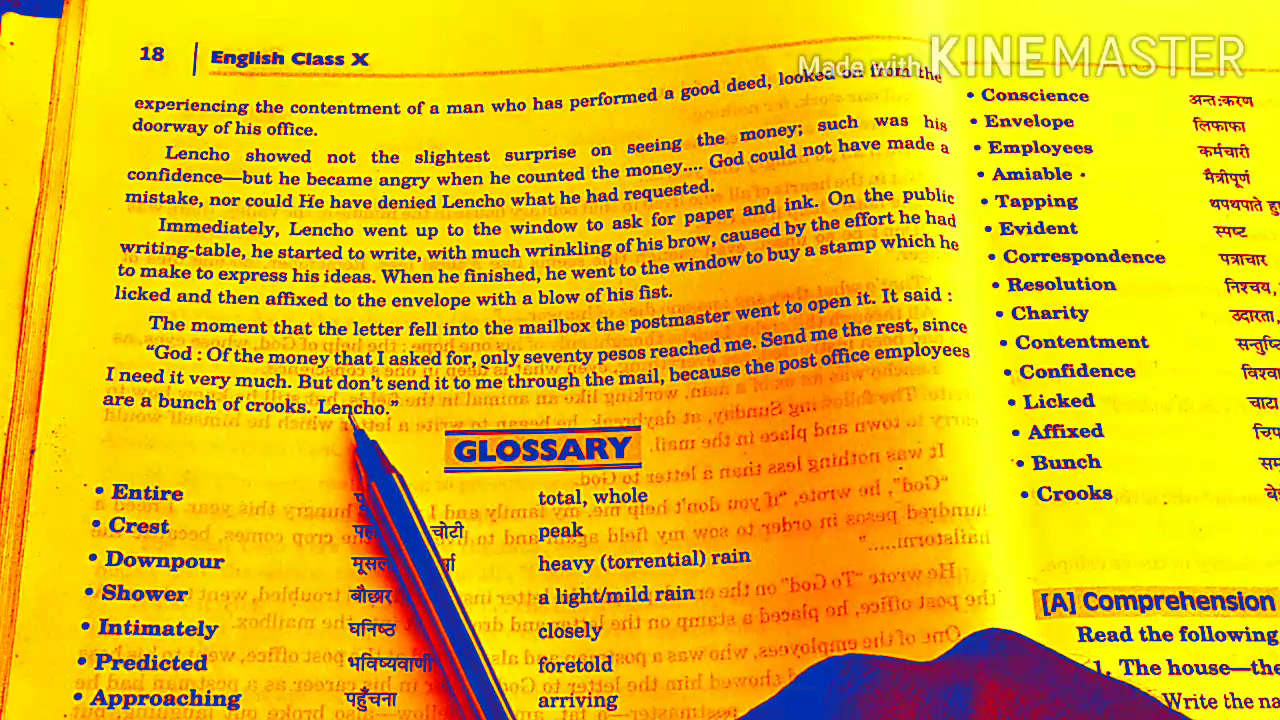 Made with KINEMASTER
18 English Class X
experiencing the contentment of a man who has performed a good deed, looked on from the
doorway of his office.
Lencho showed not the slightest surprise on seeing the money; such was his
confidence—but he became angry when he counted the money.... God could not have made a
mistake, nor could He have denied Lencho what he had requested.
Immediately, Lencho went up to the window to ask for paper and ink. On the public
writing-table, he started to write, with much wrinkling of his brow, caused by the effort he had
to make to express his ideas. When he finished, he went to the window to buy a stamp which he
licked and then affixed to the envelope with a blow of his fist.
The moment that the letter fell into the mailbox the postmaster went to open it. It said :
“God : Of the money that I asked for, only seventy pesos reached me. Send me the rest, since
I need it very much. But don't send it to me through the mail, because the post office employees
are a bunch of crooks. Lencho.”
GLOSSARY
• Entire total, whole
• Crest चोटी peak
• Downpour heavy (torrential) rain
• Shower बौछार a light/mild rain
• Intimately घनिष्ठ closely
• Predicted भविष्यवाणी foretold
• Approaching पहुँचना arriving
• Conscience अन्तःकरण
• Envelope लिफाफा
• Employees कर्मचारी
• Amiable मैत्रीपूर्ण
• Tapping थपथपाते
• Evident स्पष्ट
• Correspondence पत्राचार
• Resolution निश्चय,
• Charity उदारता,
• Contentment
• Confidence
• Licked चाटा
• Affixed
• Bunch
• Crooks
[A] Comprehension
Read the following
1. The house—the
Write the